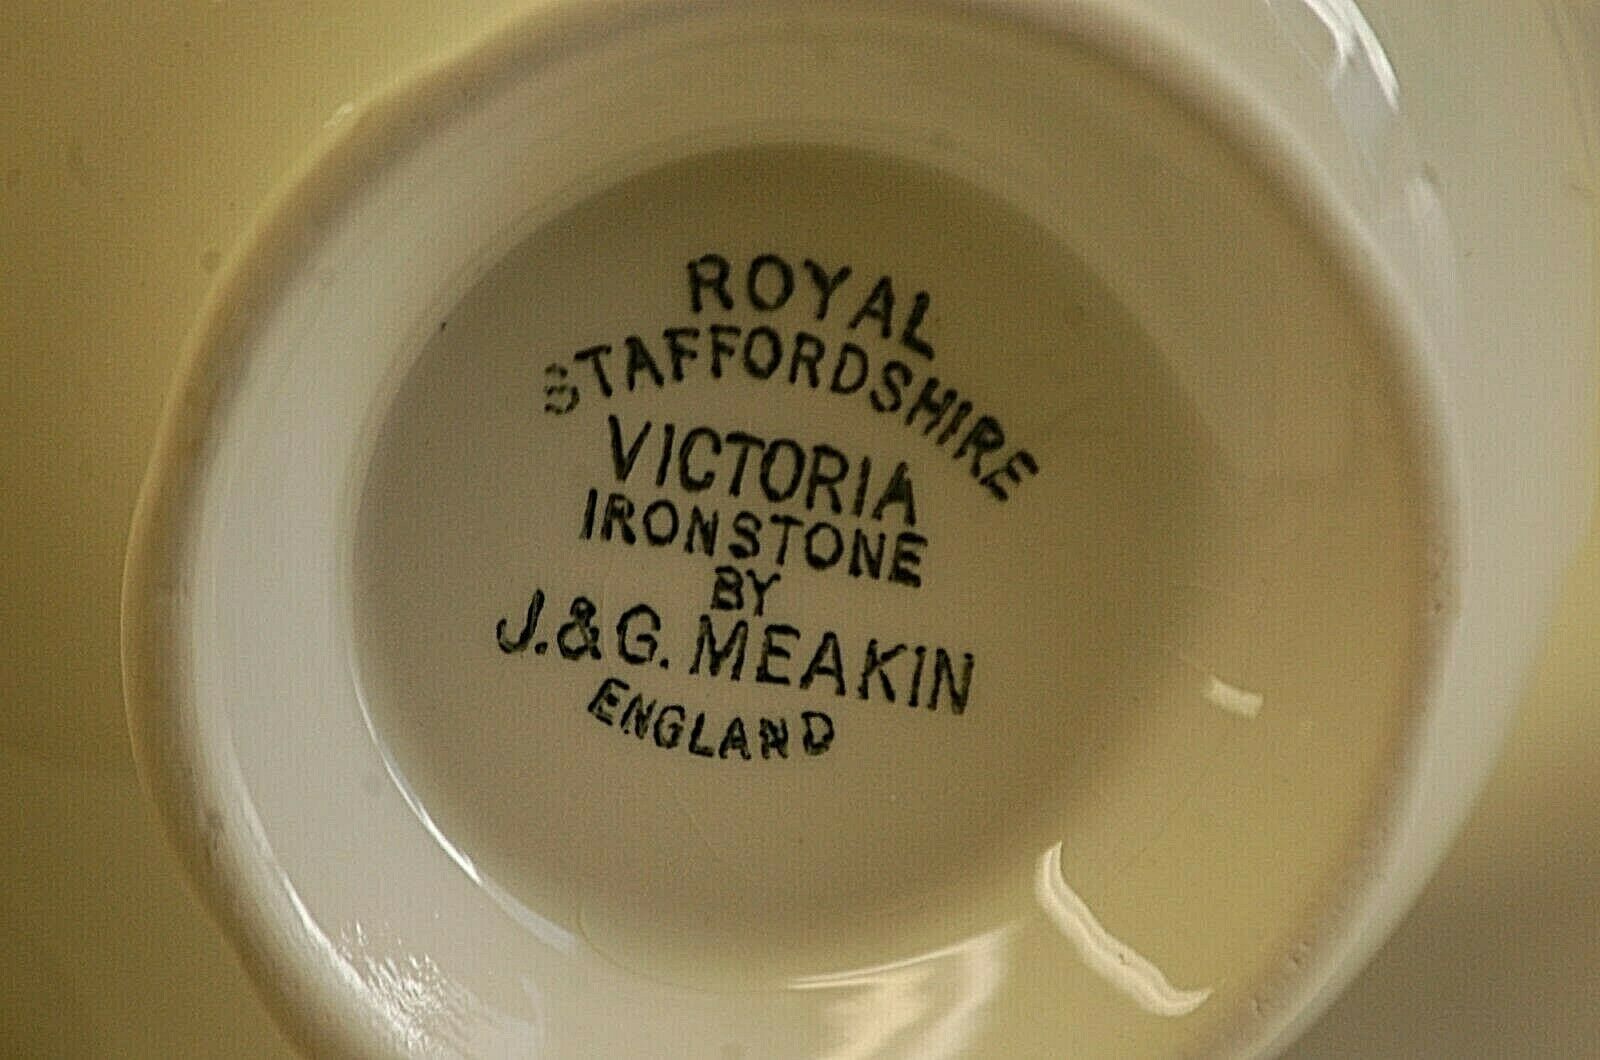 ROYAL
STAFFORDSHIRE
VICTORIA
IRONSTONE
BY
J.&G. MEAKIN
ENGLAND